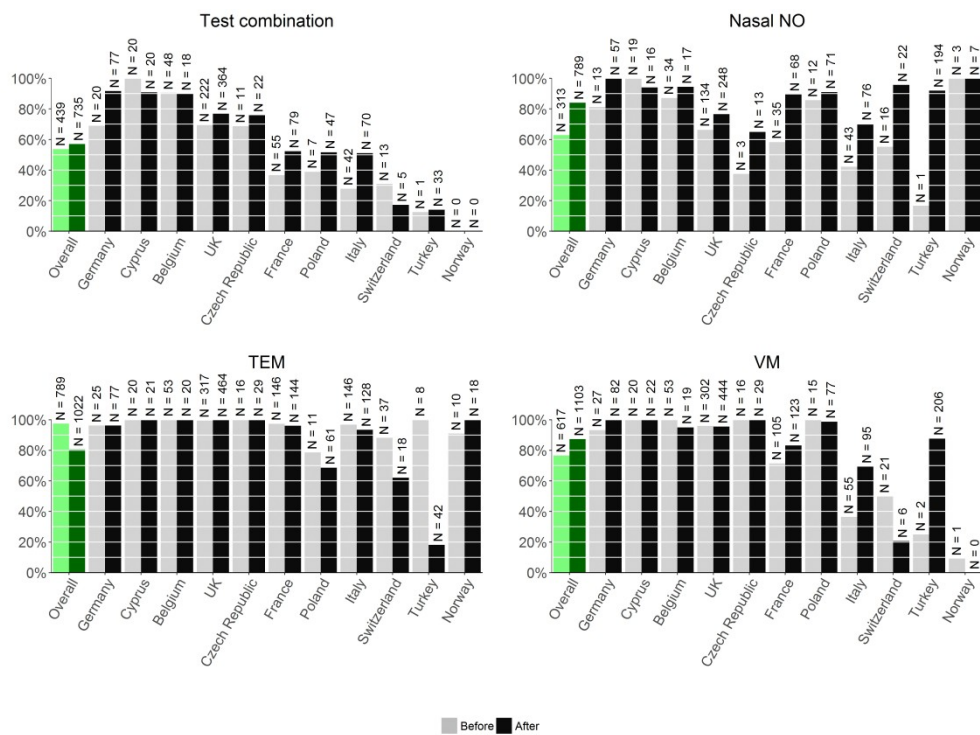 Test combination
N = 439
N = 735
N = 20
N = 77
N = 20
N = 20
N = 48
N = 18
N = 222
N = 364
N = 11
N = 22
N = 55
N = 79
N = 7
N = 47
N = 42
N = 70
N = 13
N = 5
N = 1
N = 33
N = 0
N = 0
100%
80%
60%
40%
20%
0%
Overall
Germany
Cyprus
Belgium
UK
Czech Republic
France
Poland
Italy
Switzerland
Turkey
Norway
Nasal NO
N = 313
N = 789
N = 13
N = 57
N = 19
N = 16
N = 34
N = 17
N = 134
N = 248
N = 3
N = 13
N = 35
N = 68
N = 12
N = 71
N = 43
N = 76
N = 16
N = 22
N = 1
N = 194
N = 3
N = 7
100%
80%
60%
40%
20%
0%
Overall
Germany
Cyprus
Belgium
UK
Czech Republic
France
Poland
Italy
Switzerland
Turkey
Norway
TEM
N = 789
N = 1022
N = 25
N = 77
N = 20
N = 21
N = 53
N = 20
N = 317
N = 464
N = 16
N = 29
N = 146
N = 144
N = 11
N = 61
N = 146
N = 128
N = 37
N = 18
N = 8
N = 42
N = 10
N = 18
100%
80%
60%
40%
20%
0%
Overall
Germany
Cyprus
Belgium
UK
Czech Republic
France
Poland
Italy
Switzerland
Turkey
Norway
VM
N = 617
N = 1103
N = 27
N = 82
N = 20
N = 22
N = 53
N = 19
N = 302
N = 444
N = 16
N = 29
N = 105
N = 123
N = 15
N = 77
N = 55
N = 95
N = 21
N = 6
N = 2
N = 206
N = 1
N = 0
100%
80%
60%
40%
20%
0%
Overall
Germany
Cyprus
Belgium
UK
Czech Republic
France
Poland
Italy
Switzerland
Turkey
Norway
Before After